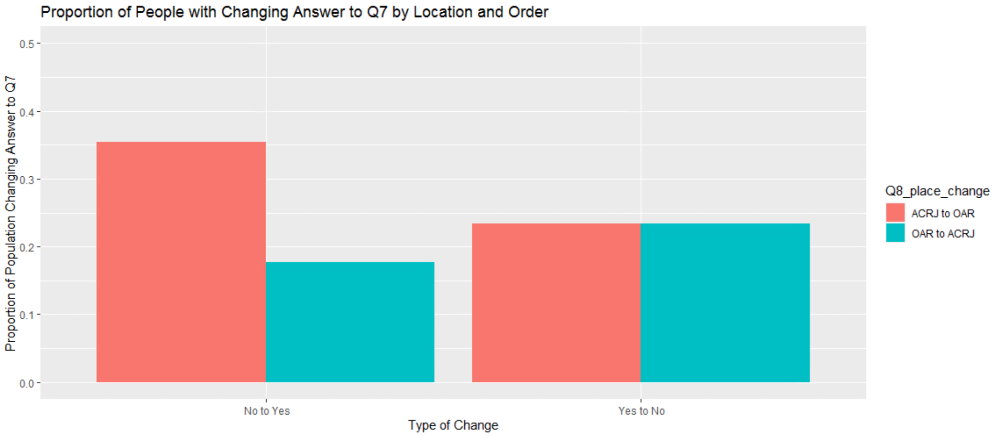 Proportion of People with Changing Answer to Q7 by Location and Order
Proportion of Population Changing Answer to Q7
0.5
0.4
0.3
0.2
0.1
0.0
No to Yes
Yes to No
Type of Change
Q8_place_change
ACRJ to OAR
OAR to ACRJ